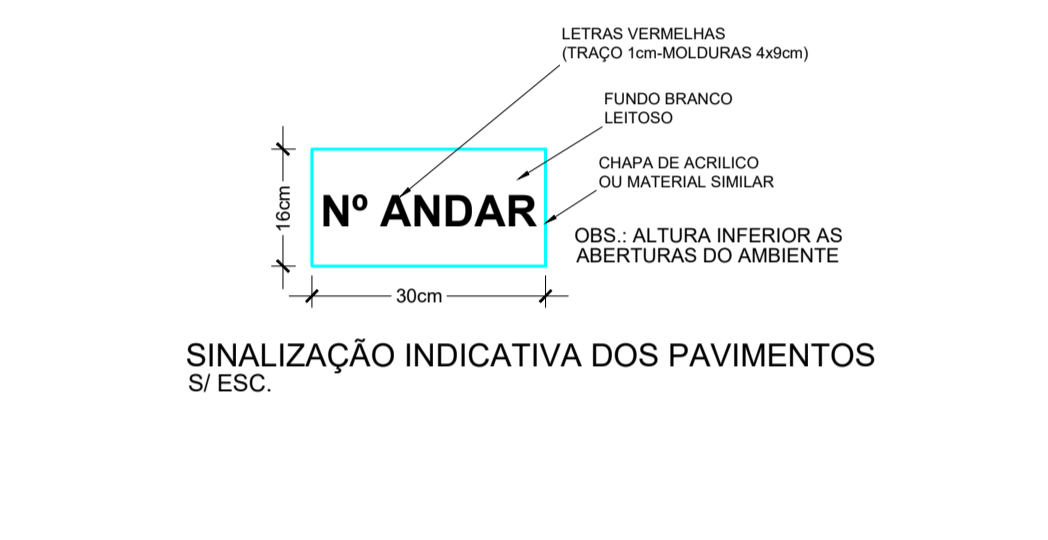 LETRAS VERMELHAS
(TRAÇO 1cm-MOLDURAS 4x9cm)
FUNDO BRANCO
LEITOSO
CHAPA DE ACRILICO
OU MATERIAL SIMILAR
16cm
Nº ANDAR
OBS.: ALTURA INFERIOR AS
ABERTURAS DO AMBIENTE
30cm
SINALIZAÇÃO INDICATIVA DOS PAVIMENTOS
S/ ESC.